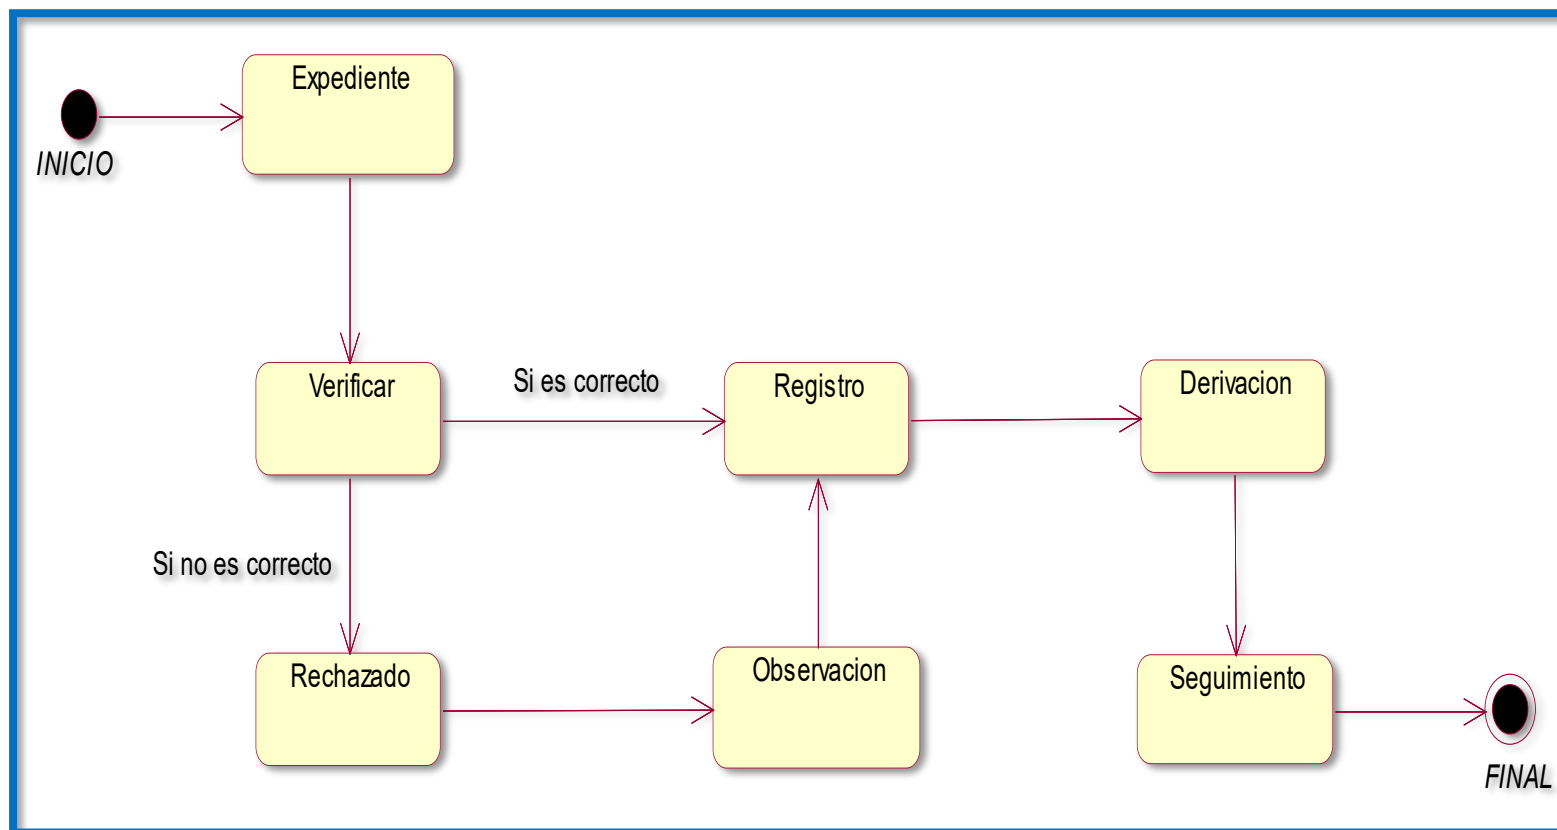 Expediente
INICIO
Verificar
Si es correcto
Registro
Derivacion
Si no es correcto
Rechazado
Observacion
Seguimiento
FINAL